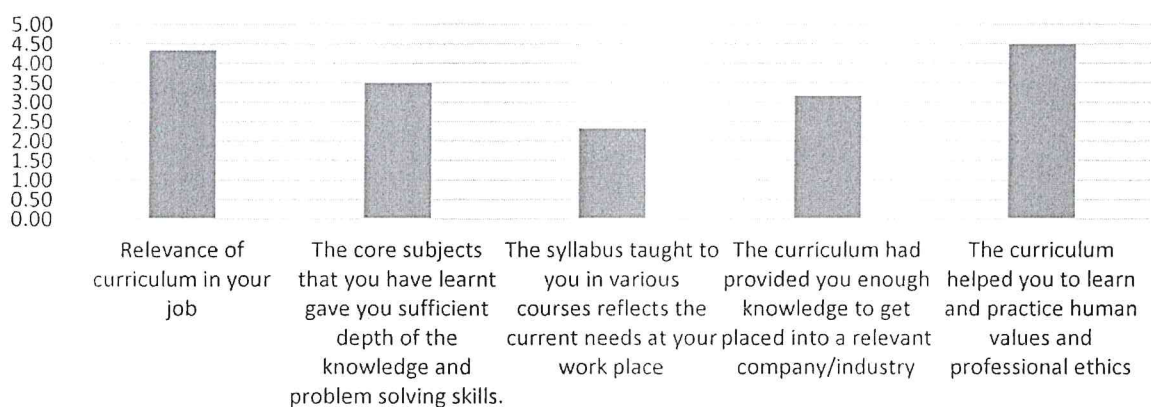 5.00
4.50
4.00
3.50
3.00
2.50
2.00
1.50
1.00
0.50
0.00
Relevance of
curriculum in your
job
The core subjects
that you have learnt
gave you sufficient
depth of the
knowledge and
problem solving skills.
The syllabus taught to
you in various
courses reflects the
current needs at your
work place
The curriculum had
provided you enough
knowledge to get
placed into a relevant
company/industry
The curriculum
helped you to learn
and practice human
values and
professional ethics